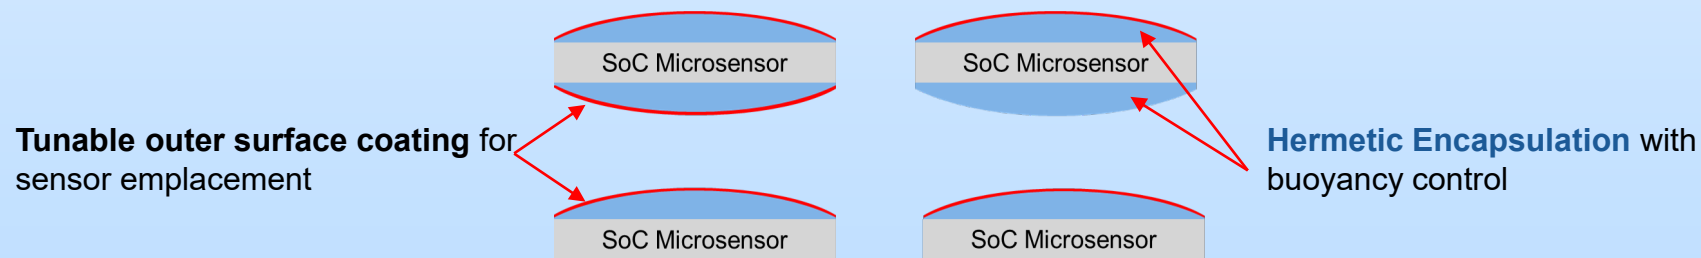 SoC Microsensor
SoC Microsensor
Tunable outer surface coating for
sensor emplacement
Hermetic Encapsulation with
buoyancy control
SoC Microsensor
SoC Microsensor